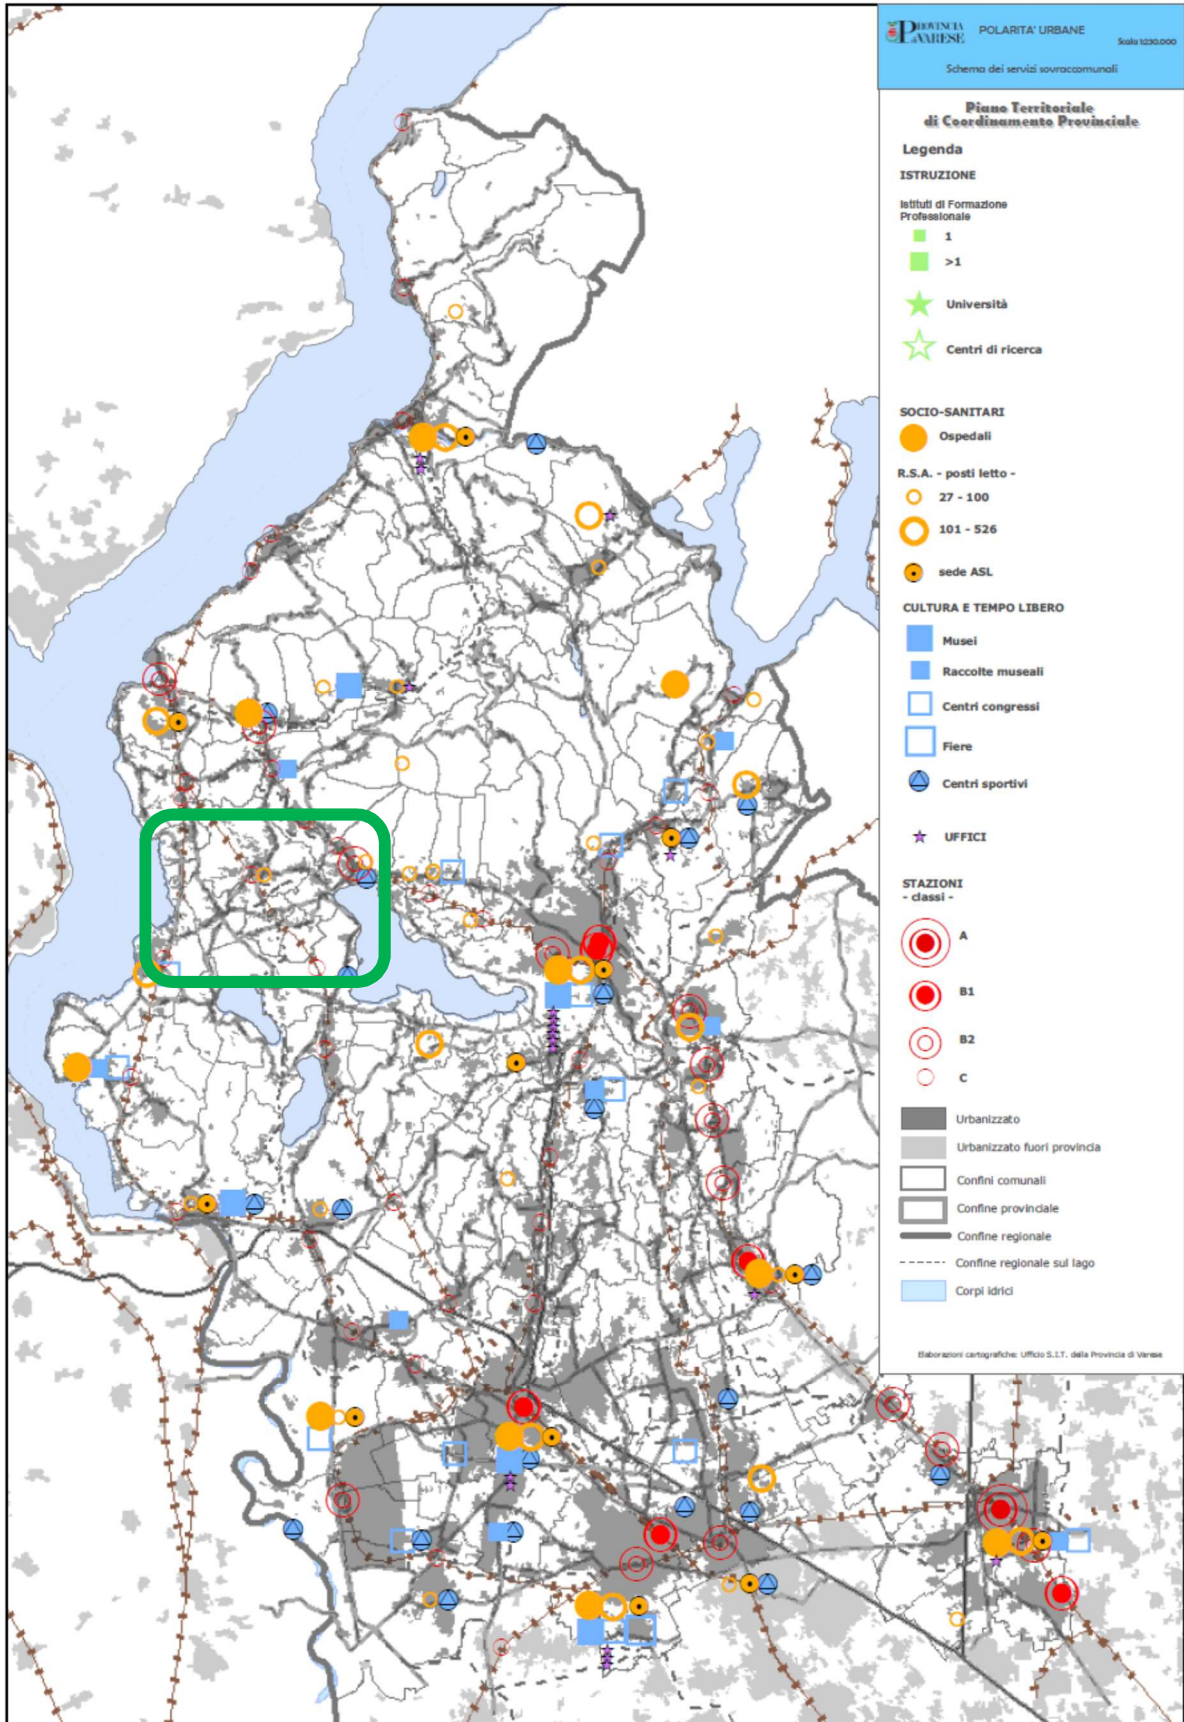 PROVINCIA
di VARESE
POLARITA' URBANE
Scala 1:230.000
Schema dei servizi sovraccomunali
Piano Territoriale
di Coordinamento Provinciale
Legenda
ISTRUZIONE
Istituti di Formazione
Professionale
1
>1
Università
Centri di ricerca
SOCIO-SANITARI
Ospedali
R.S.A. - posti letto -
27 - 100
101 - 526
sede ASL
CULTURA E TEMPO LIBERO
Musei
Raccolte museali
Centri congressi
Fiere
Centri sportivi
UFFICI
STAZIONI
- classi -
A
B1
B2
C
Urbanizzato
Urbanizzato fuori provincia
Confini comunali
Confine provinciale
Confine regionale
Confine regionale sul lago
Corpi idrici
Elaborazioni cartografiche: Ufficio S.I.T. della Provincia di Varese